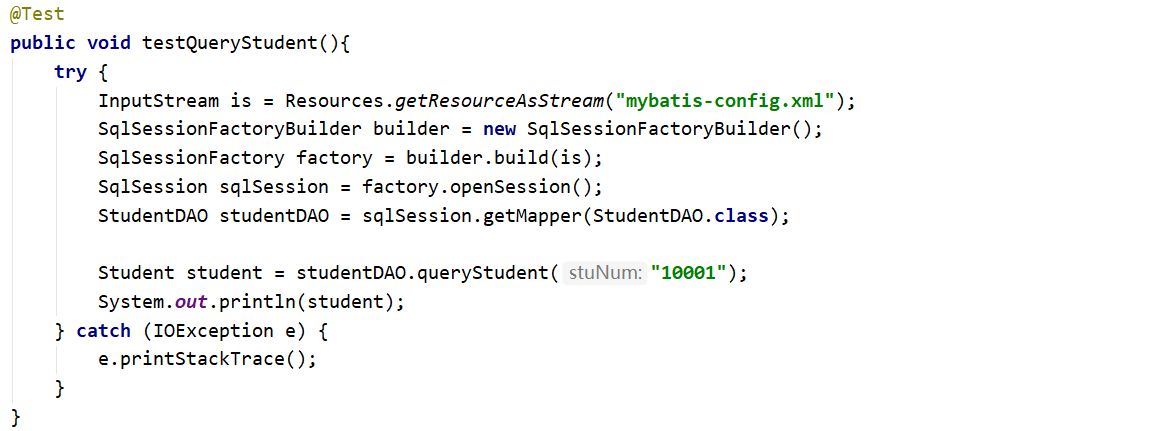 @Test
public void testQueryStudent(){
    try {
        InputStream is = Resources.getResourceAsStream("mybatis-config.xml");
        SqlSessionFactoryBuilder builder = new SqlSessionFactoryBuilder();
        SqlSessionFactory factory = builder.build(is);
        SqlSession sqlSession = factory.openSession();
        StudentDAO studentDAO = sqlSession.getMapper(StudentDAO.class);

        Student student = studentDAO.queryStudent( stuNum: "10001");
        System.out.println(student);
    } catch (IOException e) {
        e.printStackTrace();
    }
}